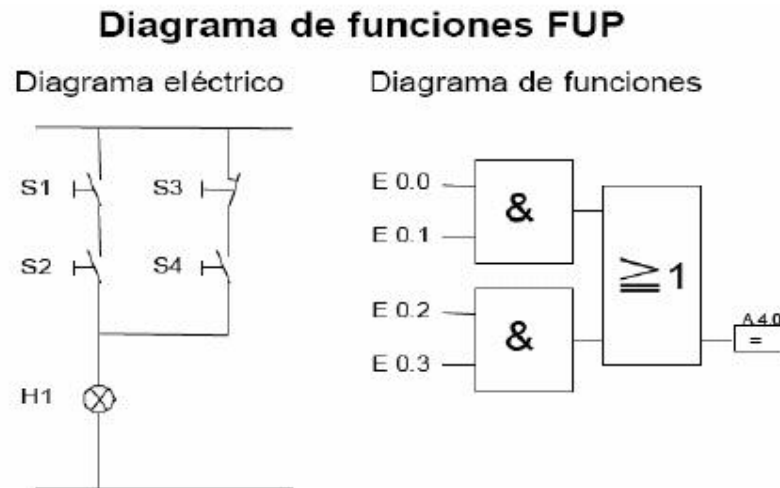 Diagrama de funciones FUP
Diagrama eléctrico
Diagrama de funciones
S1
S3
S2
S4
H1
E 0.0
E 0.1
&
E 0.2
E 0.3
&
≧ 1
A 4.0
=